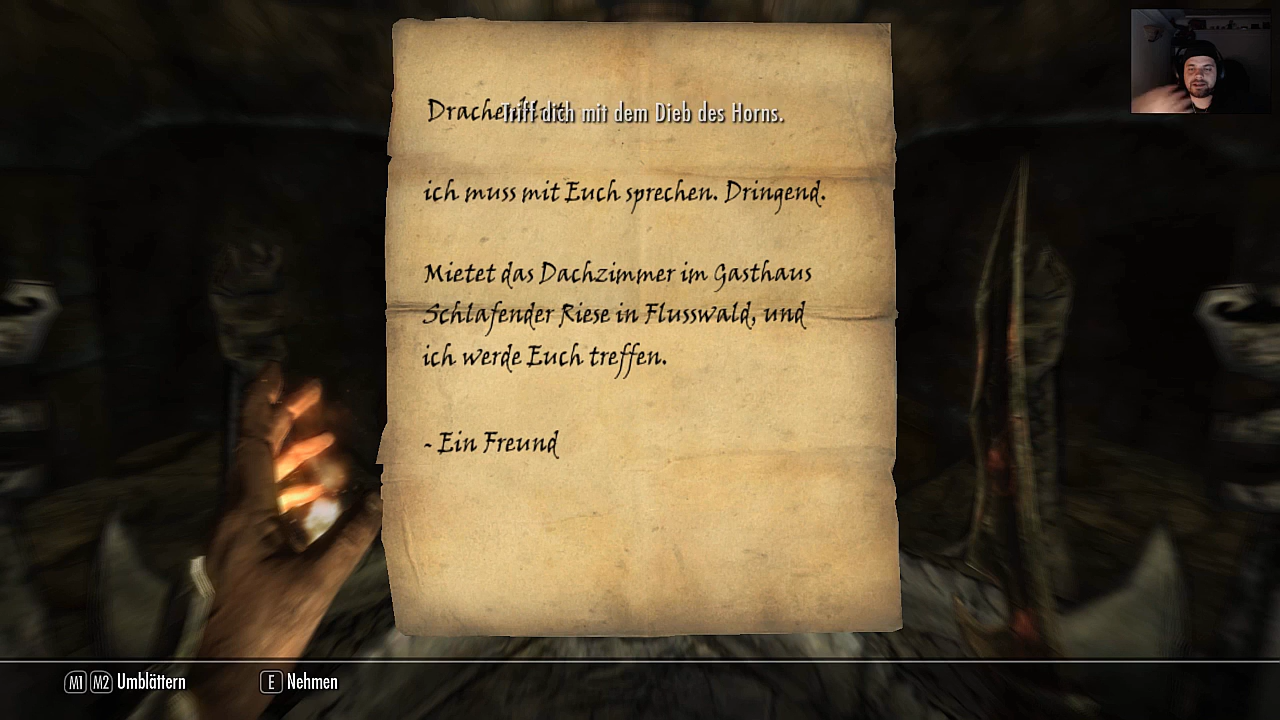 Drachenblut
Triff dich mit dem Dieb des Horns.
ich muss mit Euch sprechen. Dringend.
Mietet das Dachzimmer im Gasthaus
Schlafender Riese in Flusswald, und
ich werde Euch treffen.
- Ein Freund
M1 M2 Umblättern
E Nehmen